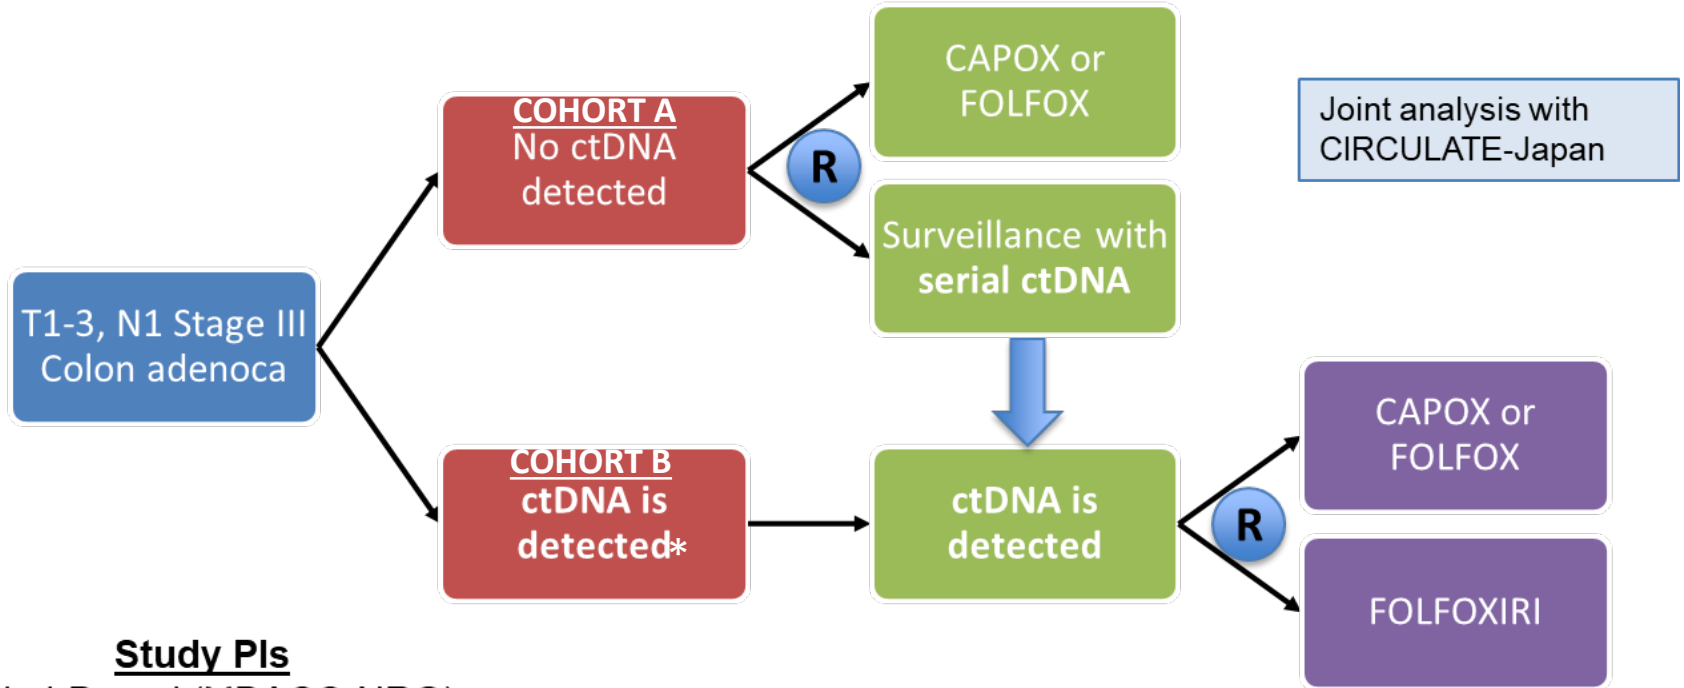 T1-3, N1 Stage III
Colon adenoca
COHORT A
No ctDNA
detected
R
CAPOX or
FOLFOX
Surveillance with
serial ctDNA
Joint analysis with
CIRCULATE-Japan
COHORT B
ctDNA is
detected*
ctDNA is
detected
R
CAPOX or
FOLFOX
FOLFOXIRI
Study PIs